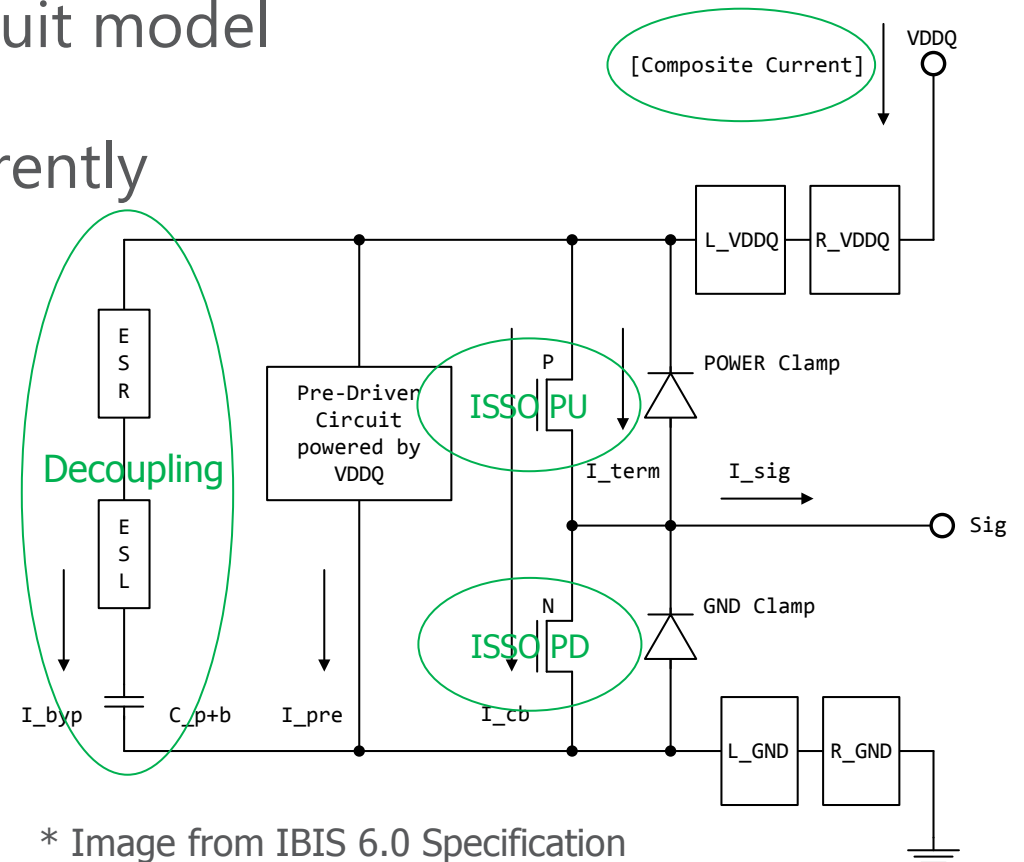 uit model
rently
[Composite Current]
VDDQ
L_VDDQ
R_VDDQ
E
S
R
Pre-Driver
Circuit
powered by
VDDQ
P
ISSO PU
POWER Clamp
Decoupling
I_term
I_sig
Sig
E
S
L
N
ISSO PD
GND Clamp
I_byp
C_p+b
I_pre
I_cb
L_GND
R_GND
* Image from IBIS 6.0 Specification